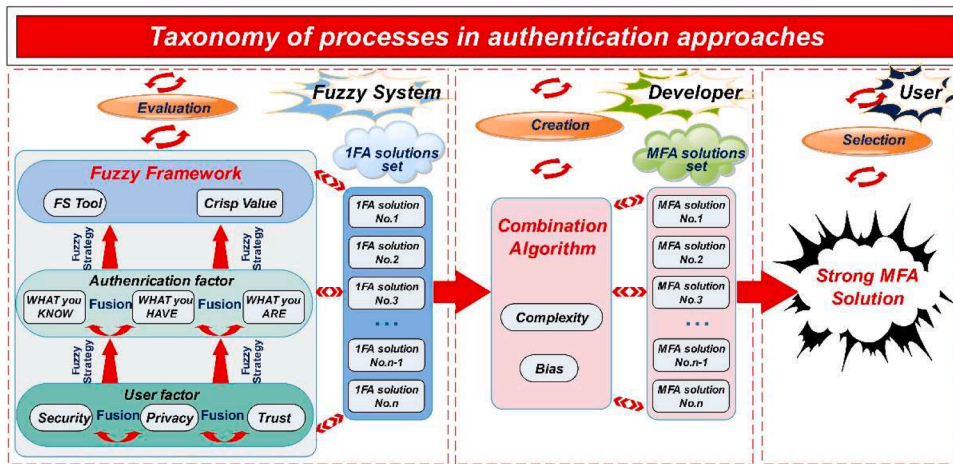 Taxonomy of processes in authentication approaches
Evaluation
Fuzzy System
Fuzzy Framework
FS Tool
Crisp Value
Fuzzy
Strategy
Fuzzy
Strategy
Authenrication factor
WHAT you
KNOW
Fusion
WHAT you
HAVE
Fusion
WHAT you
ARE
Fuzzy
Strategy
Fuzzy
Strategy
User factor
Security
Fusion
Privacy
Fusion
Trust
1FA solutions
set
1FA solution
No.1
1FA solution
No.2
1FA solution
No.3
...
1FA solution
No.n-1
1FA solution
No.n
Developer
Creation
Combination
Algorithm
Complexity
Bias
MFA solutions
set
MFA solution
No.1
MFA solution
No.2
MFA solution
No.3
...
MFA solution
No.n-1
MFA solution
No.n
User
Selection
Strong MFA
Solution